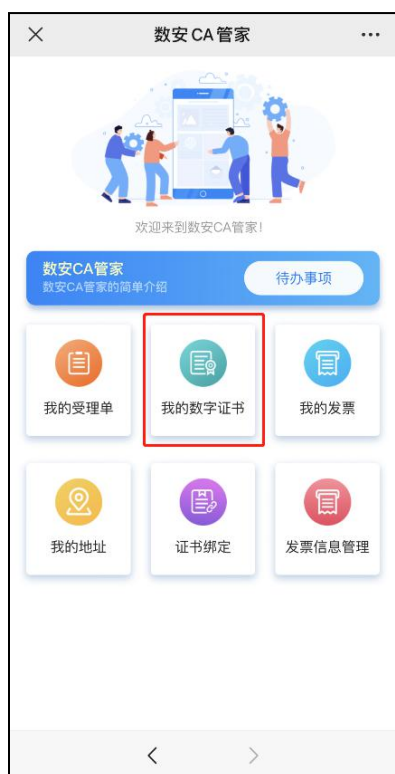 数安CA管家
欢迎来到数安CA管家!
数安CA管家
数安CA管家的简单介绍
待办事项
我的受理单
我的数字证书
我的发票
我的地址
证书绑定
发票信息管理